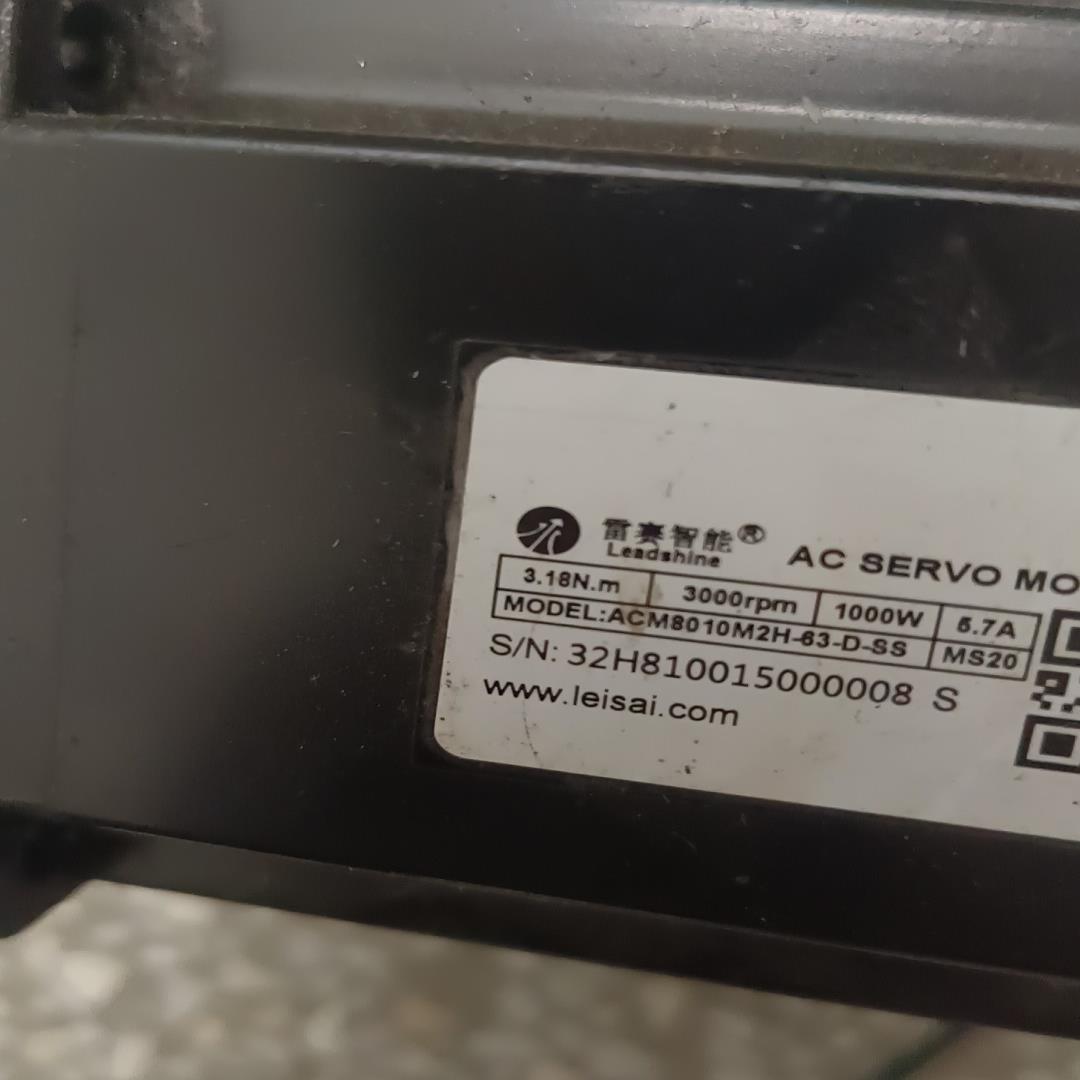 雷赛智能®
Leadshine
AC SERVO MO
3.18N.m 3000rpm 1000W 5.7A
MODEL:ACM8010M2H-63-D-SS MS20
S/N: 32H810015000008 S
www.leisai.com